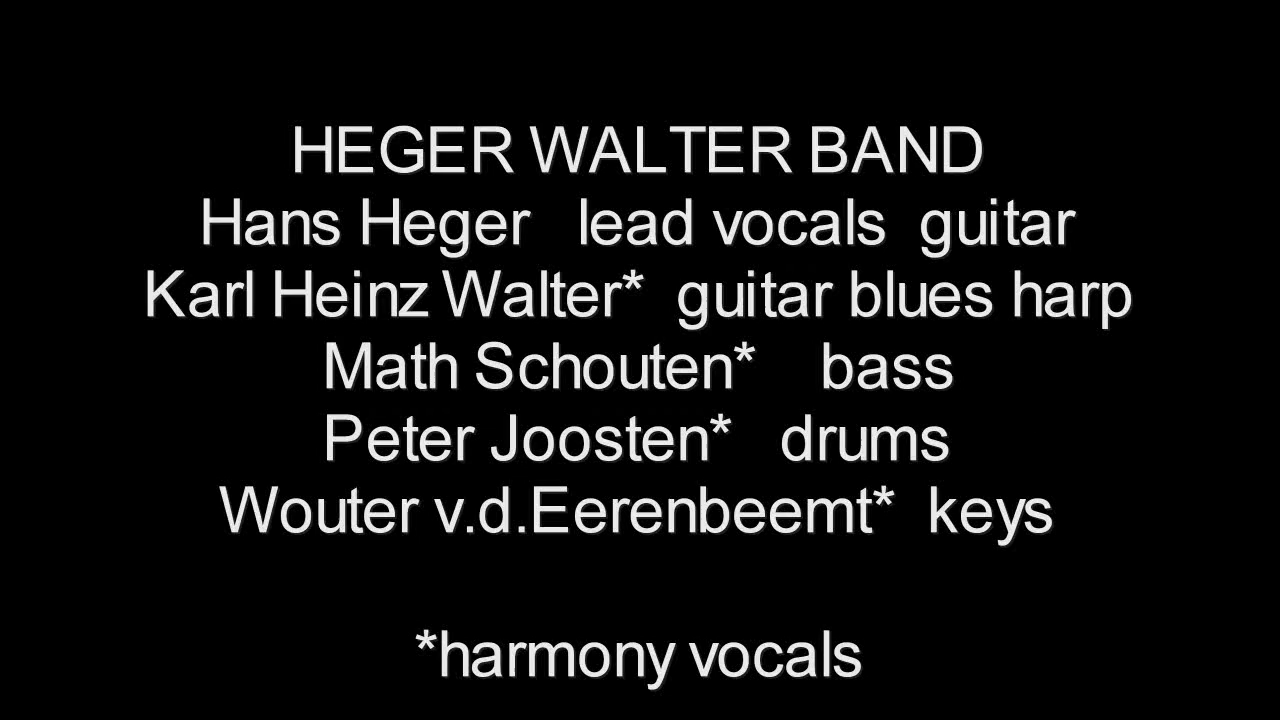 HEGER WALTER BAND
Hans Heger lead vocals guitar
Karl Heinz Walter* guitar blues harp
Math Schouten* bass
Peter Joosten* drums
Wouter v.d.Eerenbeemt* keys
*harmony vocals